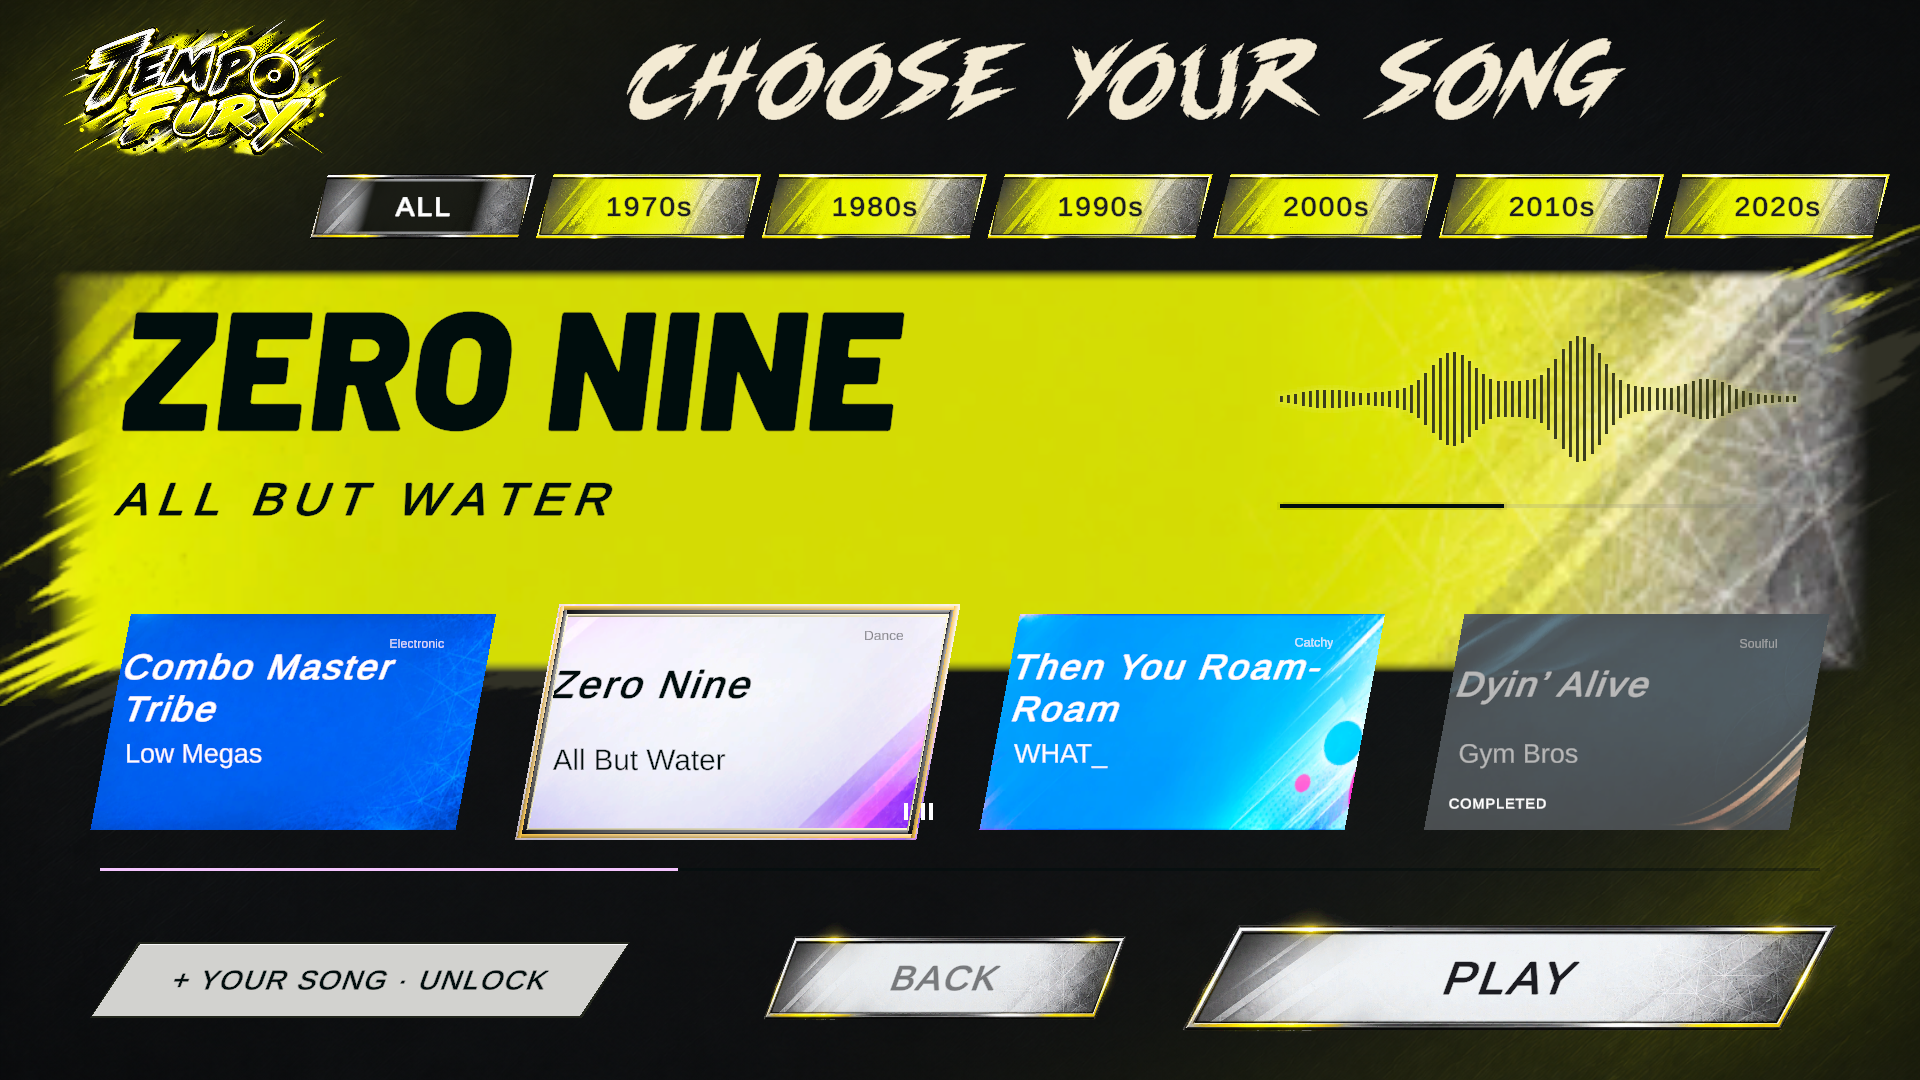 TEMPO
FURY
CHOOSE YOUR SONG
ALL
1970s
1980s
1990s
2000s
2010s
2020s
ZERO NINE
ALL BUT WATER
Electronic
Combo Master
Tribe
Low Megas
Dance
Zero Nine
All But Water
Catchy
Then You Roam-
Roam
WHAT_
Soulful
Dyin’ Alive
Gym Bros
COMPLETED
+ YOUR SONG · UNLOCK
BACK
PLAY